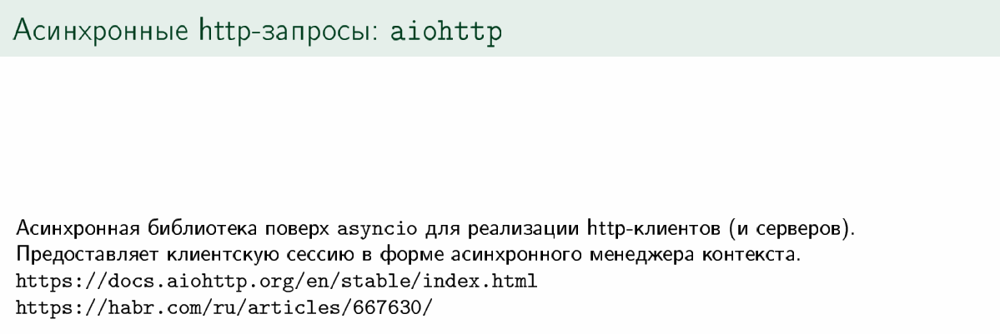 Асинхронные http-запросы: aiohttp
Асинхронная библиотека поверх asyncio для реализации http-клиентов (и серверов).
Предоставляет клиентскую сессию в форме асинхронного менеджера контекста.
https://docs.aiohttp.org/en/stable/index.html
https://habr.com/ru/articles/667630/